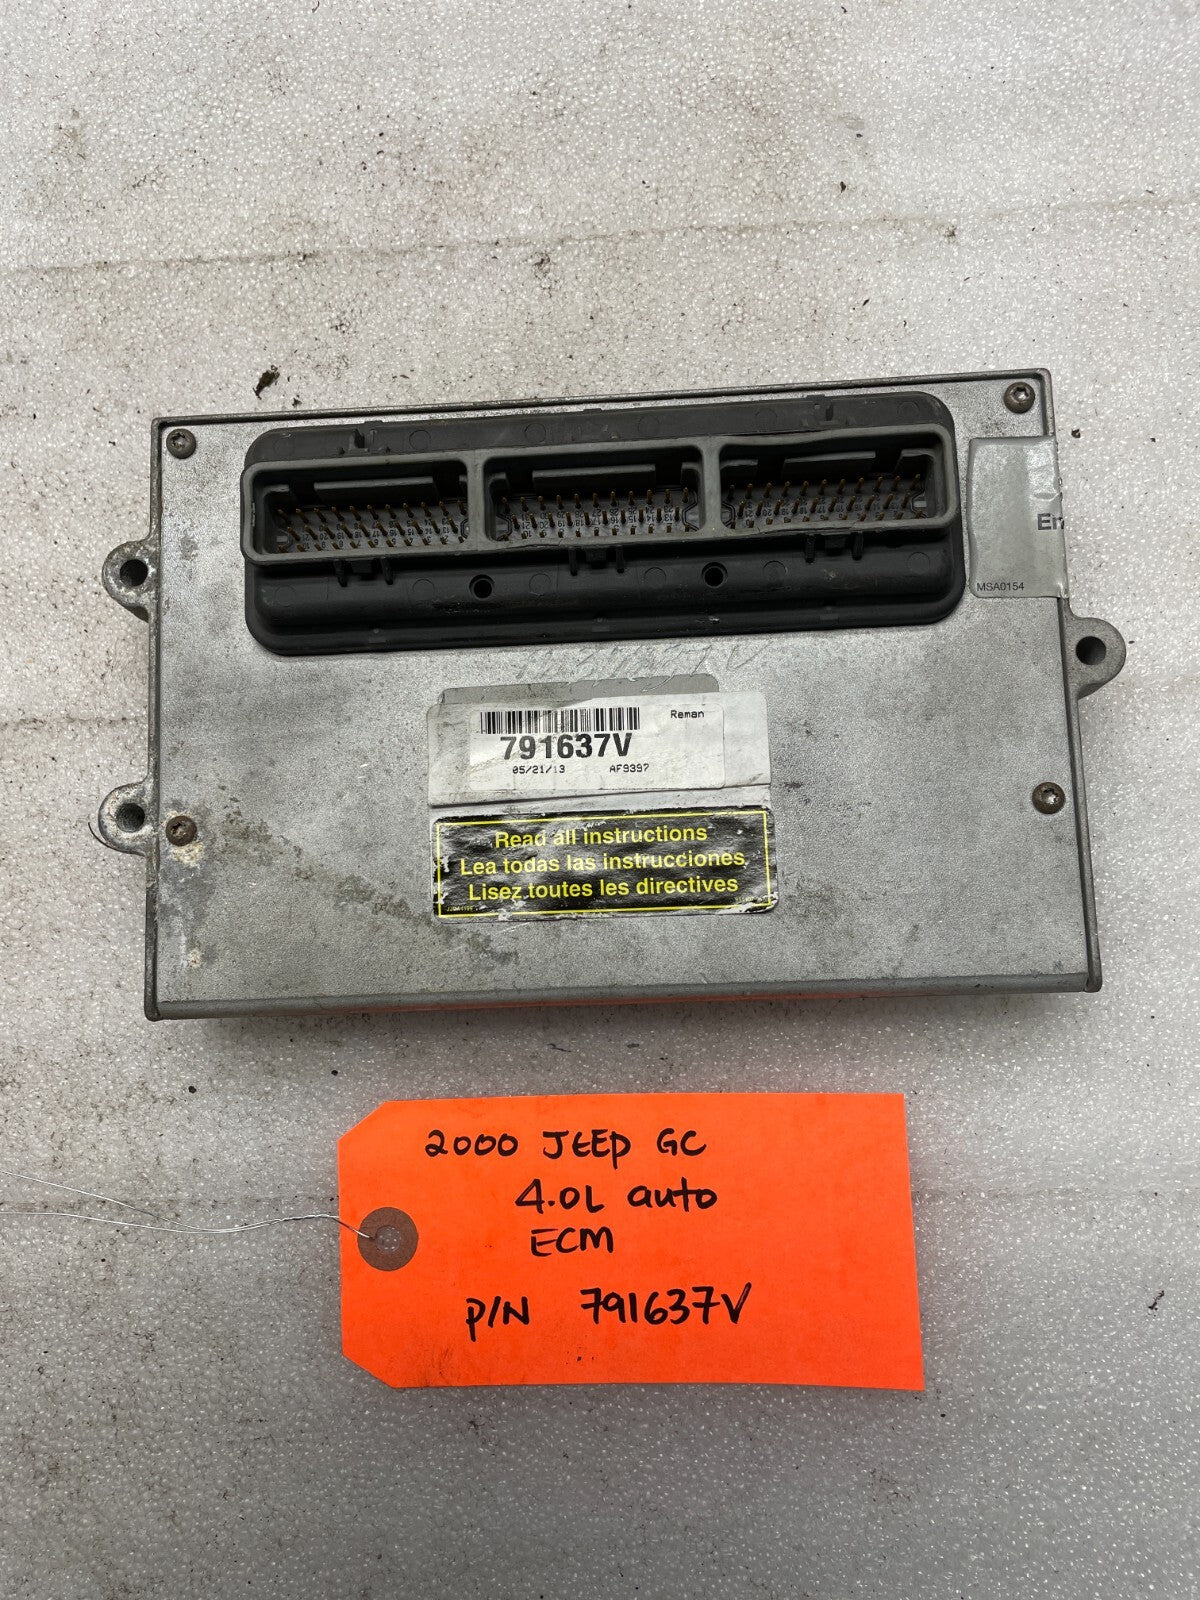 En
MSA0154
Reman
791637V
05/21/13 AF9397
Read all instructions
Lea todas las instrucciones
Lisez toutes les directives
2000 JEEP GC
4.0L auto
ECM
P/N 791637V